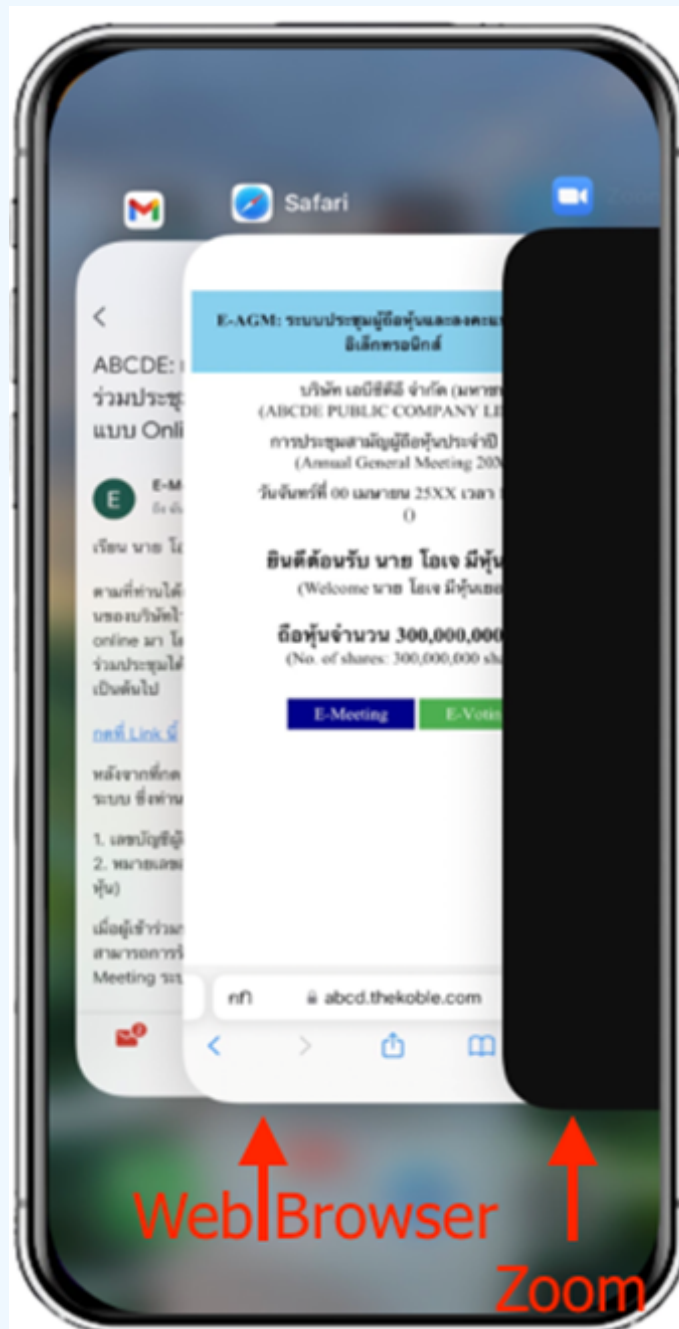 Safari
ABCDE:
ร่วมประชุ
แบบ Onli
E
E-M
เรียน นาย โ
ตามที่ท่านได้
นของบริษัทไ
online มา โ
ร่วมประชุมได้
เป็นต้นไป
กดที่ Link นี้
หลังจากที่กด
ระบบ ซึ่งท่าน
1. เลขบัญชีผู้
2. หมายเลข
หุ้น)
เมื่อผู้เข้าร่วม
สามารถการ
Meeting ระ
2
E-AGM: ระบบประชุมผู้ถือหุ้นและลงคะแน
อิเล็กทรอนิกส์
บริษัท เอบีซีดีอี จำกัด (มหาช
(ABCDE PUBLIC COMPANY LI
การประชุมสามัญผู้ถือหุ้นประจำปี
(Annual General Meeting 20X
วันจันทร์ที่ 00 เมษายน 25XX เวลา 1
()
ยินดีต้อนรับ นาย โอเจ มีหุ้น
(Welcome นาย โอเจ มีหุ้นเยอ
ถือหุ้นจำนวน 300,000,000
(No. of shares: 300,000,000 sha
E-Meeting E-Votin
กกา abcd.thekoble.com
Web Browser
Zoom